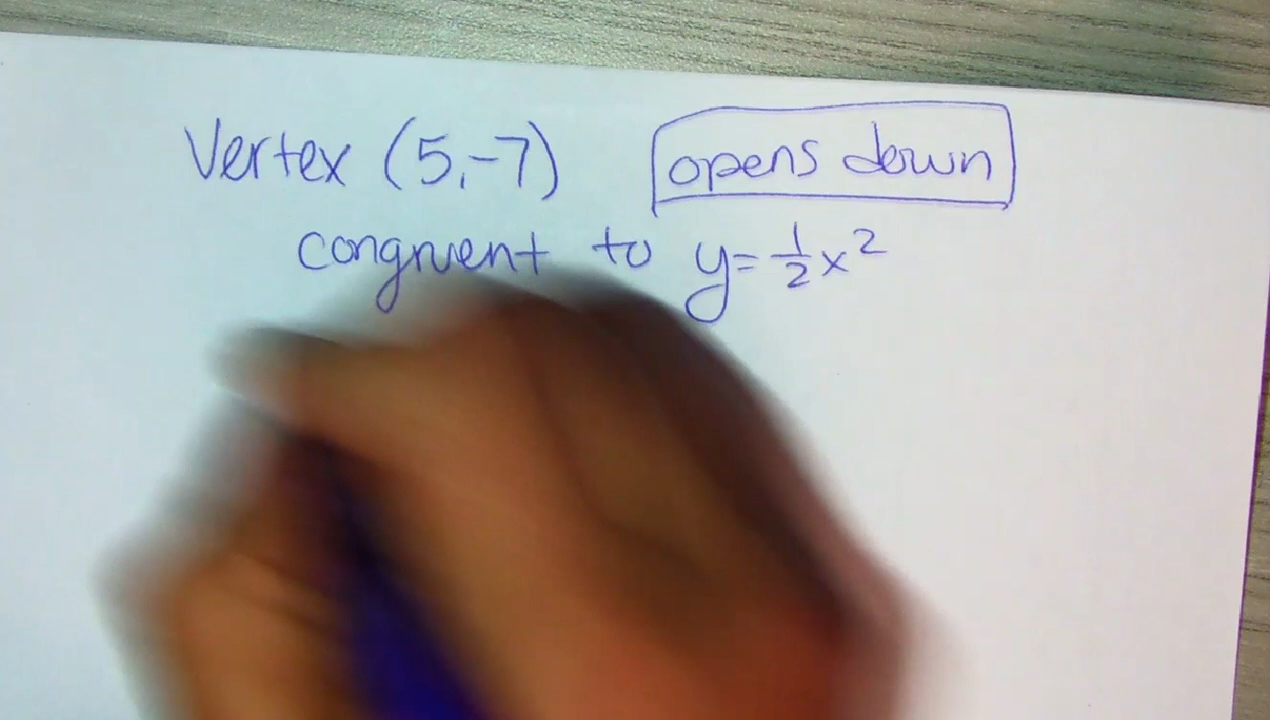 Vertex (5,-7) opens down
congruent to y=½x²